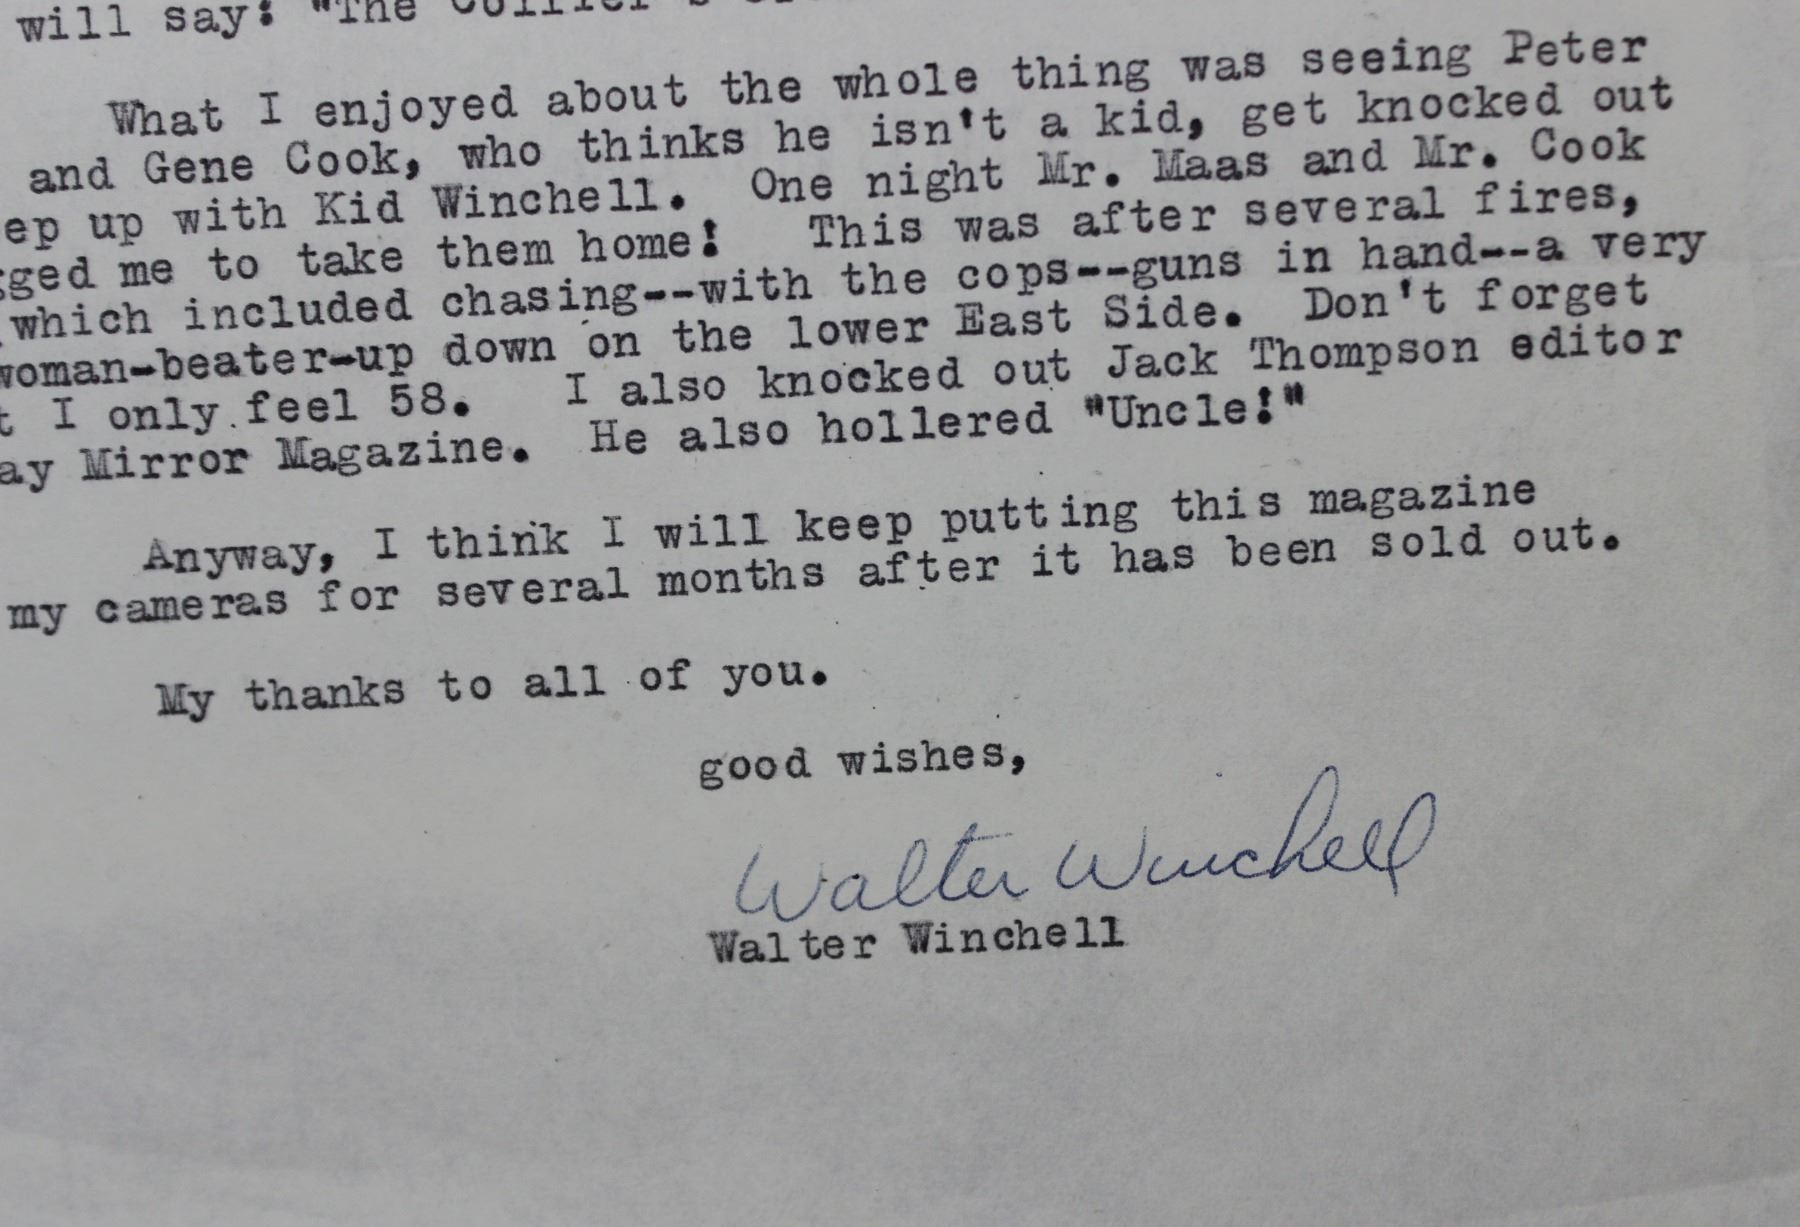 will say: "The Collier's
What I enjoyed about the whole thing was seeing Peter
and Gene Cook, who thinks he isn't a kid, get knocked out
ep up with Kid Winchell. One night Mr. Maas and Mr. Cook
gged me to take them home! This was after several fires,
which included chasing--with the cops--guns in hand--a very
woman-beater-up down on the lower East Side. Don't forget
t I only feel 58. I also knocked out Jack Thompson editor
ay Mirror Magazine. He also hollered "Uncle!"
Anyway, I think I will keep putting this magazine
my cameras for several months after it has been sold out.
My thanks to all of you.
good wishes,
Walter Winchell
Walter Winchell